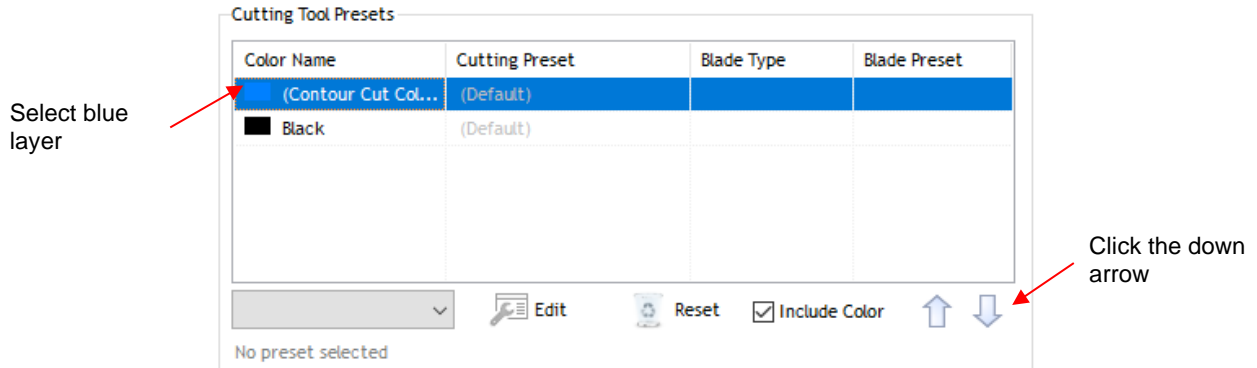 Cutting Tool Presets
Color Name Cutting Preset Blade Type Blade Preset
(Contour Cut Col... (Default)
Black (Default)
Select blue
layer
Click the down
arrow
Edit Reset Include Color
No preset selected